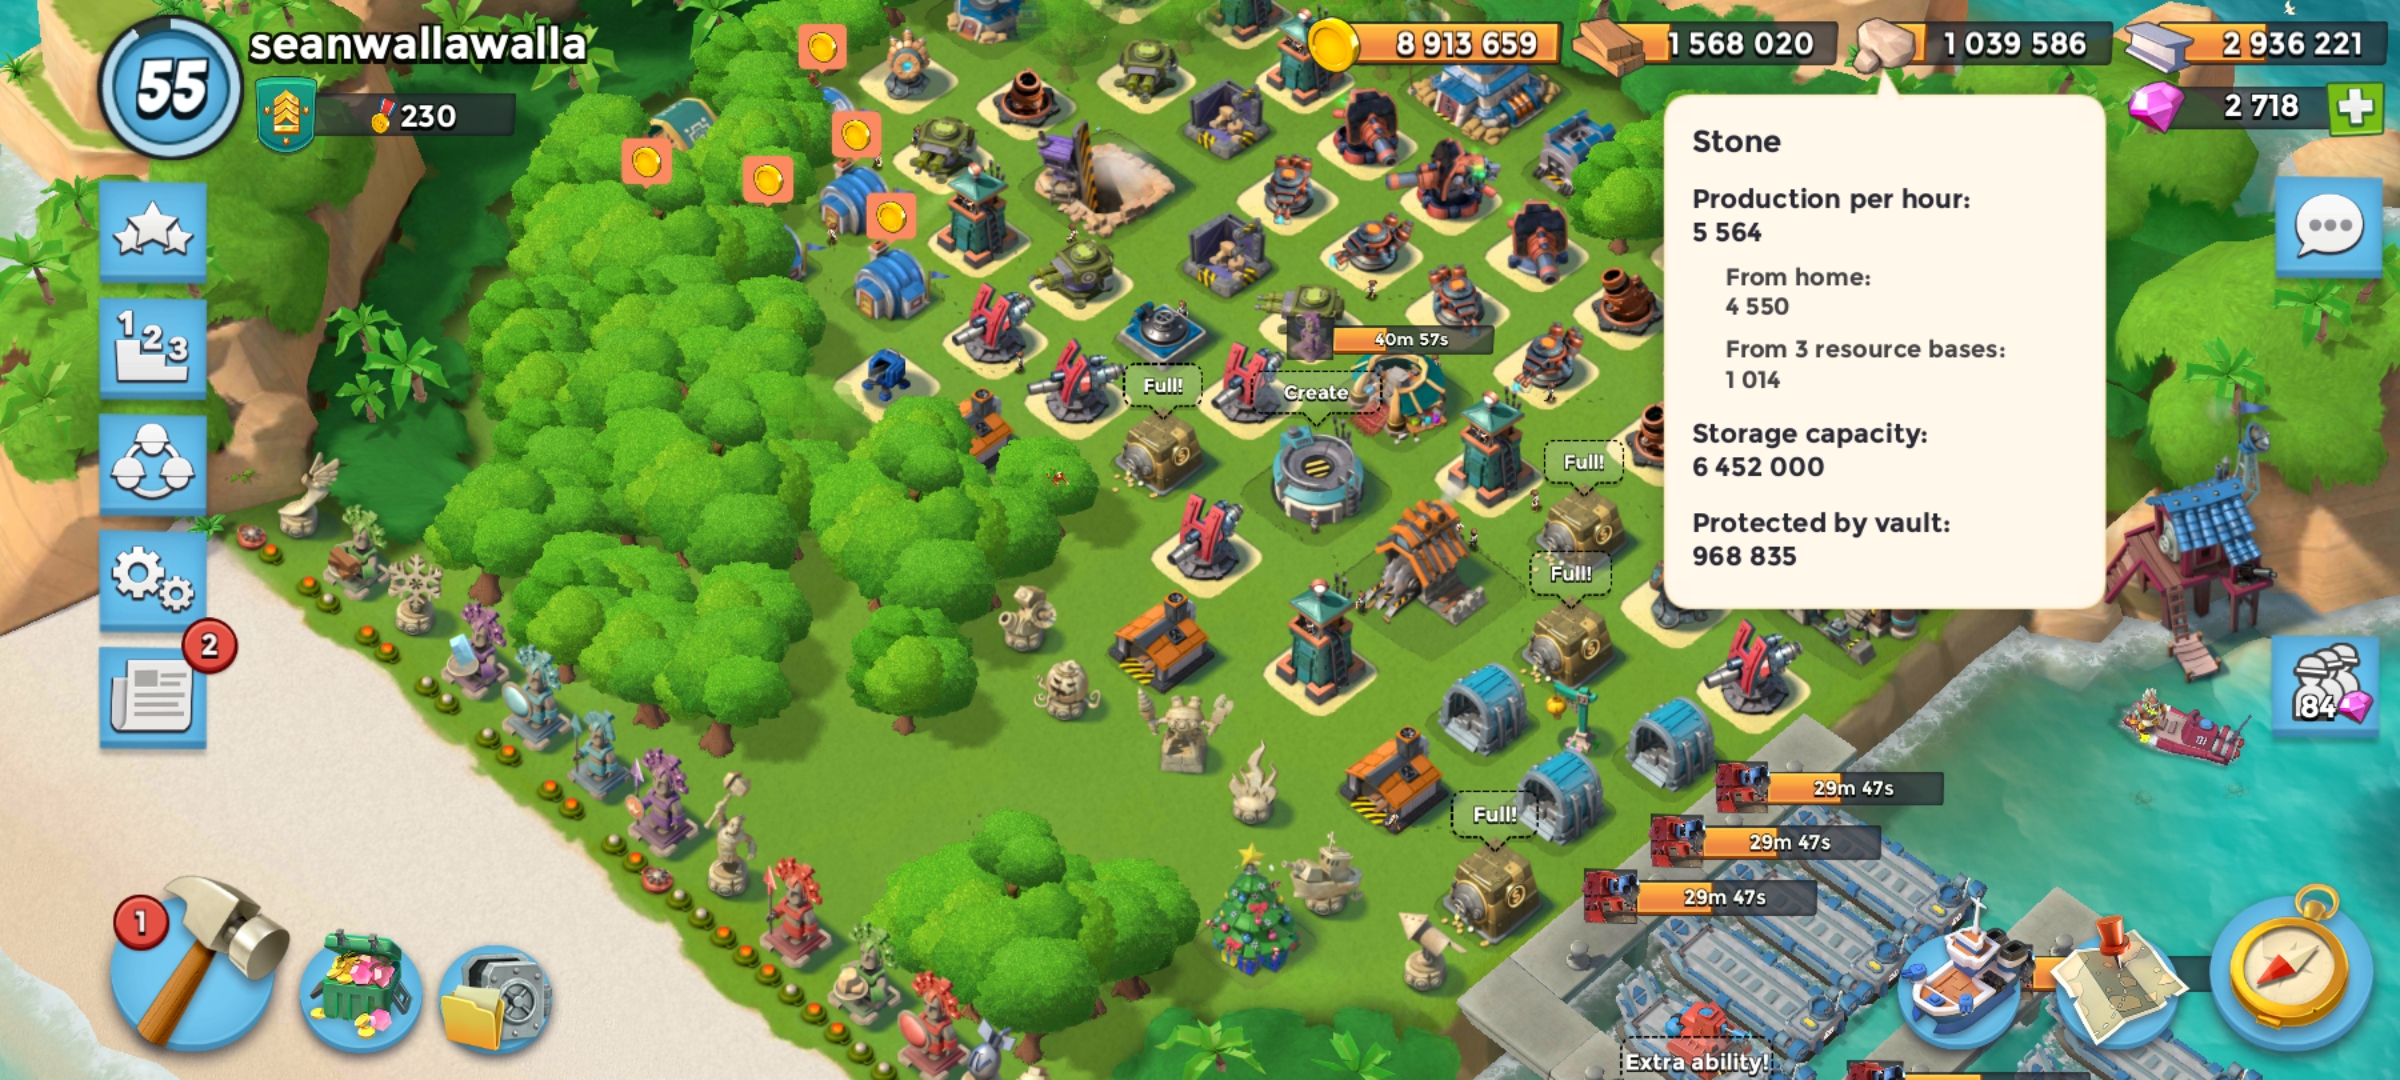 55
seanwallawalla
230
8 913 659
1 568 020
1 039 586
2 936 221
2 718
Stone
Production per hour:
5 564
From home:
4 550
From 3 resource bases:
1 014
Storage capacity:
6 452 000
Protected by vault:
968 835
1 2 3
40m 57s
Full!
Create
Full!
Full!
2
84
29m 47s
Full!
29m 47s
29m 47s
1
Extra ability!